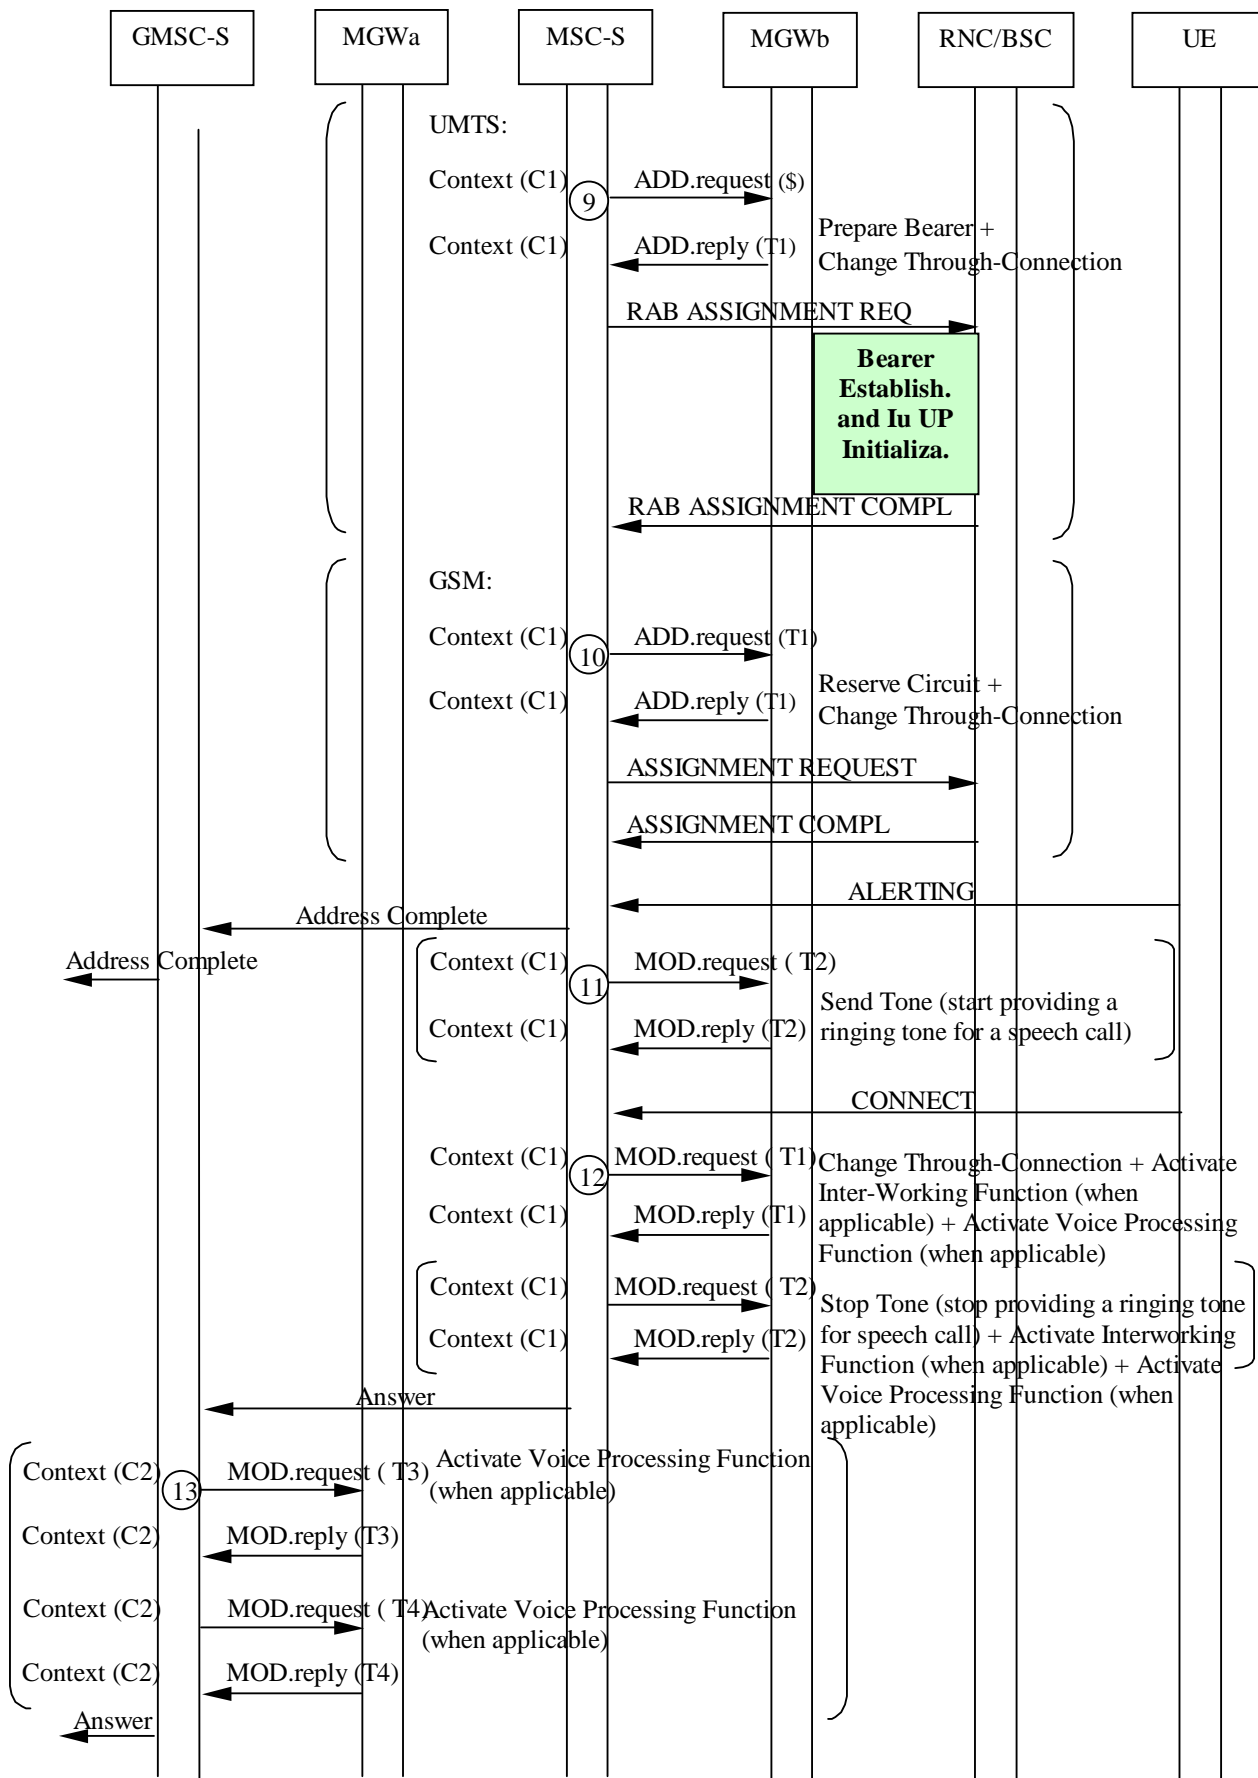 GMSC-S
MGWa
MSC-S
MGWb
RNC/BSC
UE
UMTS:
Context (C1)
9
ADD.request ($)
Context (C1)
ADD.reply (T1)
Prepare Bearer +
Change Through-Connection
RAB ASSIGNMENT REQ
Bearer
Establish.
and Iu UP
Initializa.
RAB ASSIGNMENT COMPL
GSM:
Context (C1)
10
ADD.request (T1)
Context (C1)
ADD.reply (T1)
Reserve Circuit +
Change Through-Connection
ASSIGNMENT REQUEST
ASSIGNMENT COMPL
ALERTING
Address Complete
Address Complete
Context (C1)
11
MOD.request ( T2)
Context (C1)
MOD.reply (T2)
Send Tone (start providing a
ringing tone for a speech call)
CONNECT
Context (C1)
12
MOD.request ( T1)
Context (C1)
MOD.reply (T1)
Change Through-Connection + Activate
Inter-Working Function (when
applicable) + Activate Voice Processing
Function (when applicable)
Context (C1)
MOD.request ( T2)
Context (C1)
MOD.reply (T2)
Stop Tone (stop providing a ringing tone
for speech call) + Activate Interworking
Function (when applicable) + Activate
Voice Processing Function (when
applicable)
Answer
Context (C2)
13
MOD.request ( T3)
Activate Voice Processing Function
(when applicable)
Context (C2)
MOD.reply (T3)
Context (C2)
MOD.request ( T4)
Activate Voice Processing Function
(when applicable)
Context (C2)
MOD.reply (T4)
Answer